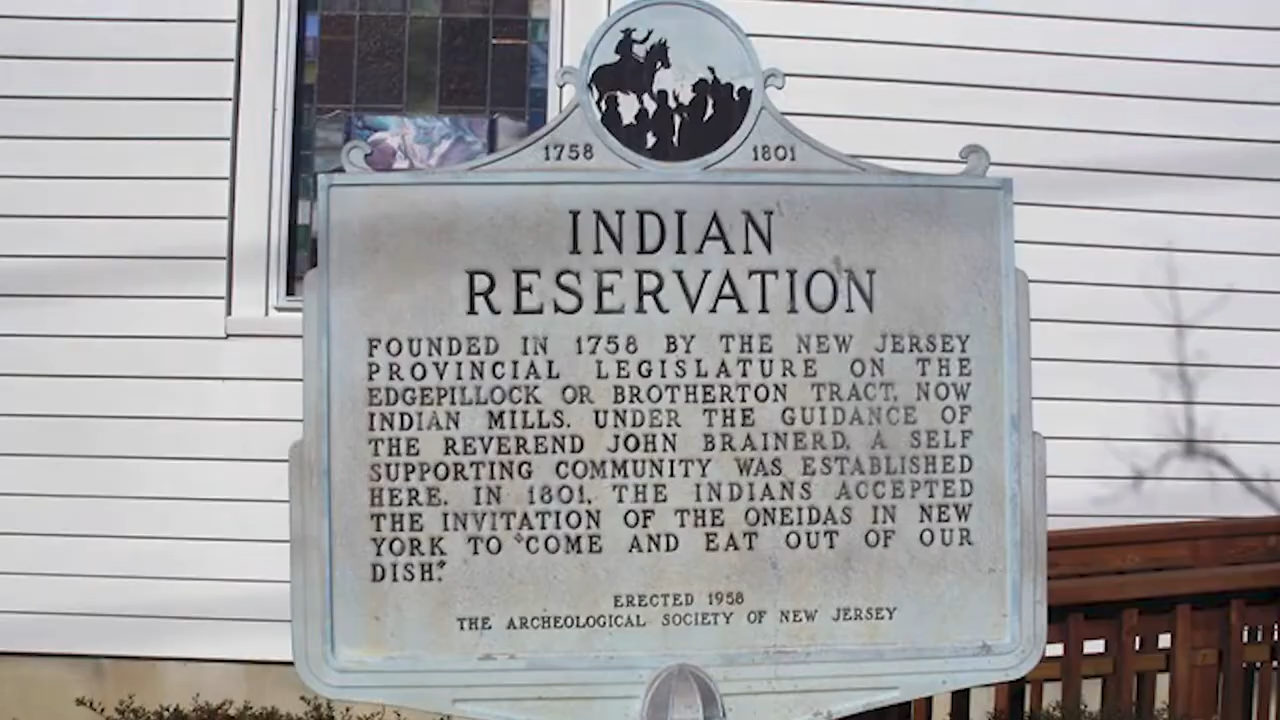 1758 1801
INDIAN
RESERVATION
FOUNDED IN 1758 BY THE NEW JERSEY
PROVINCIAL LEGISLATURE ON THE
EDGEPILLOCK OR BROTHERTON TRACT, NOW
INDIAN MILLS. UNDER THE GUIDANCE OF
THE REVEREND JOHN BRAINERD, A SELF
SUPPORTING COMMUNITY WAS ESTABLISHED
HERE. IN 1801, THE INDIANS ACCEPTED
THE INVITATION OF THE ONEIDAS IN NEW
YORK TO "COME AND EAT OUT OF OUR
DISH."
ERECTED 1958
THE ARCHEOLOGICAL SOCIETY OF NEW JERSEY